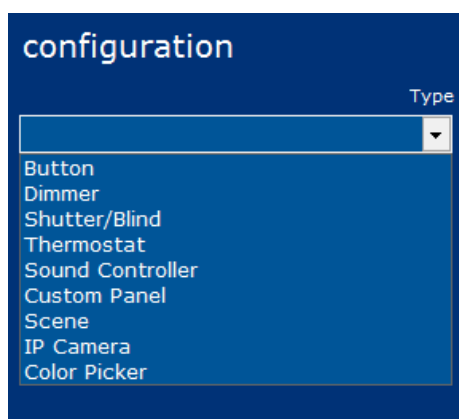 configuration
Type
Button
Dimmer
Shutter/Blind
Thermostat
Sound Controller
Custom Panel
Scene
IP Camera
Color Picker